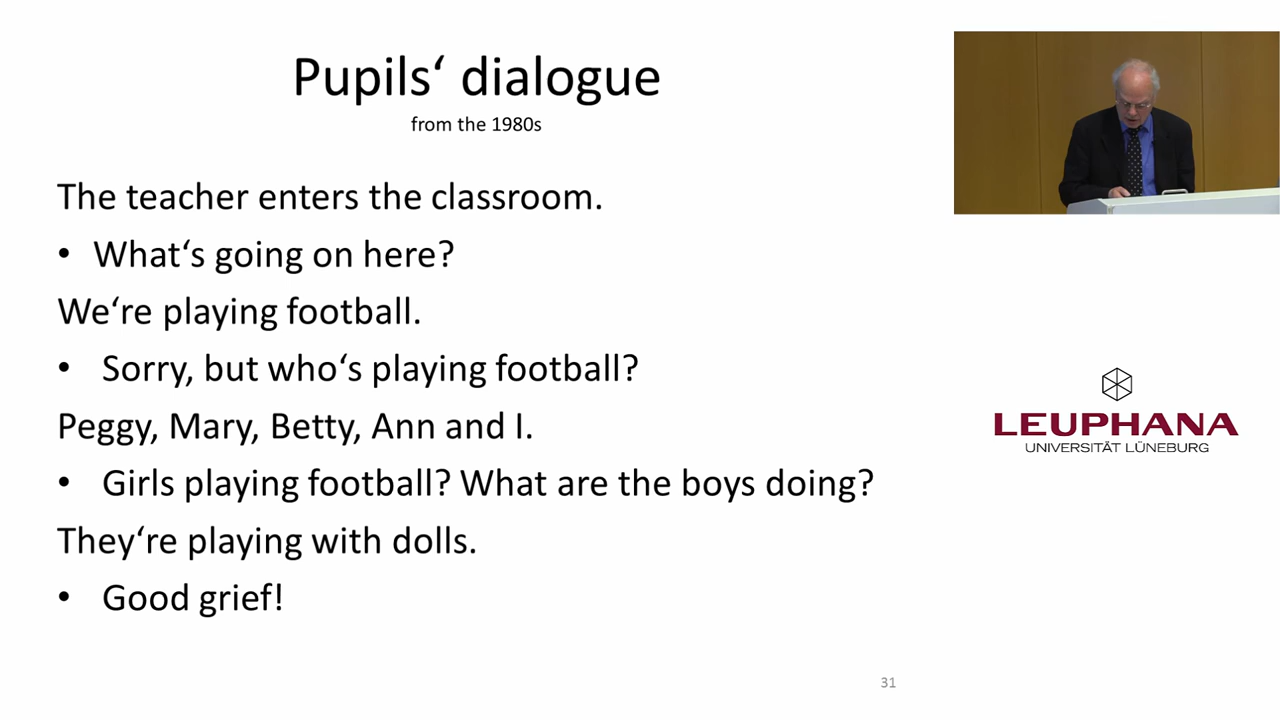 Pupils‘ dialogue
from the 1980s
The teacher enters the classroom.
• What‘s going on here?
We‘re playing football.
• Sorry, but who‘s playing football?
Peggy, Mary, Betty, Ann and I.
• Girls playing football? What are the boys doing?
They‘re playing with dolls.
• Good grief!
31
LEUPHANA
UNIVERSITÄT LÜNEBURG